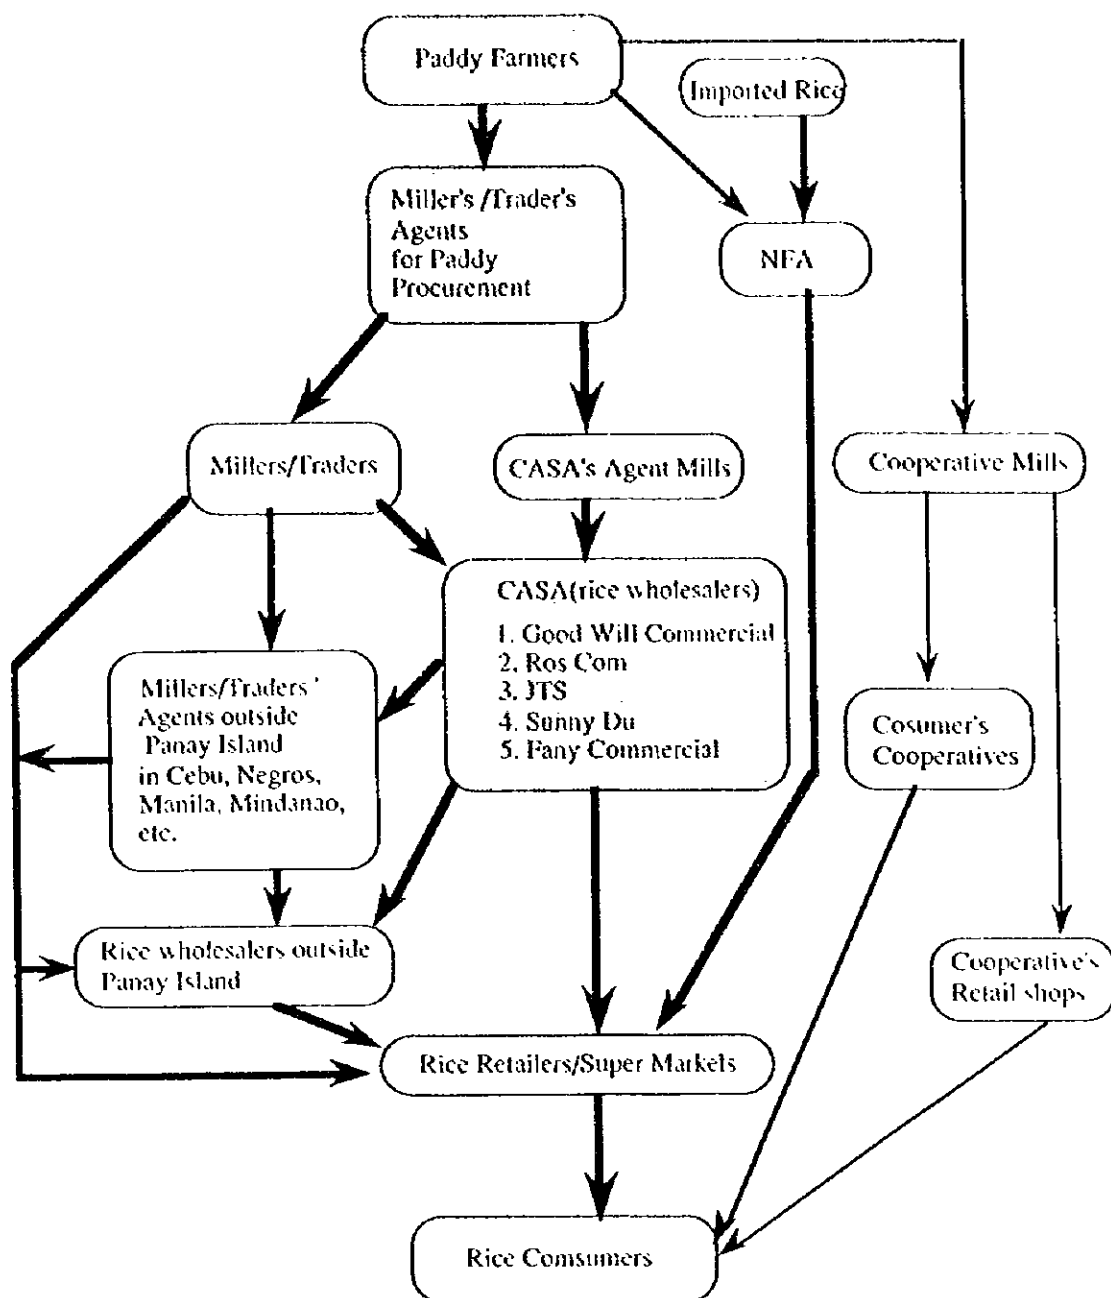 Paddy Farmers
Imported Rice
Miller's /Trader's
Agents
for Paddy
Procurement
NFA
Millers/Traders
CASA's Agent Mills
Cooperative Mills
CASA(rice wholesalers)
1. Good Will Commercial
2. Ros Com
3. JTS
4. Sunny Du
5. Fany Commercial
Millers/Traders'
Agents outside
Panay Island
in Cebu, Negros,
Manila, Mindanao,
etc.
Cosumer's
Cooperatives
Rice wholesalers outside
Panay Island
Cooperative's
Retail shops
Rice Retailers/Super Markets
Rice Comsumers